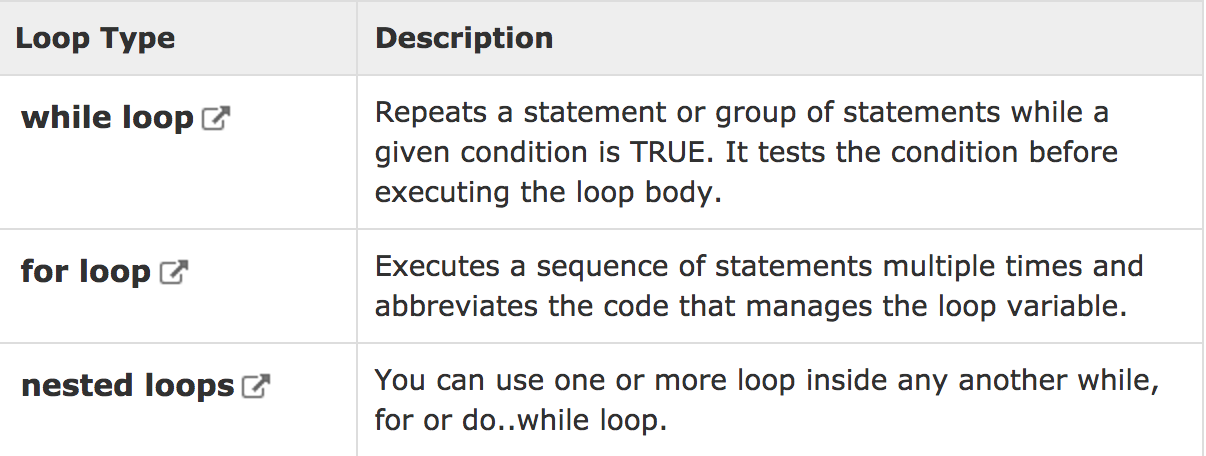 Loop Type
Description
while loop
Repeats a statement or group of statements while a
given condition is TRUE. It tests the condition before
executing the loop body.
for loop
Executes a sequence of statements multiple times and
abbreviates the code that manages the loop variable.
nested loops
You can use one or more loop inside any another while,
for or do..while loop.